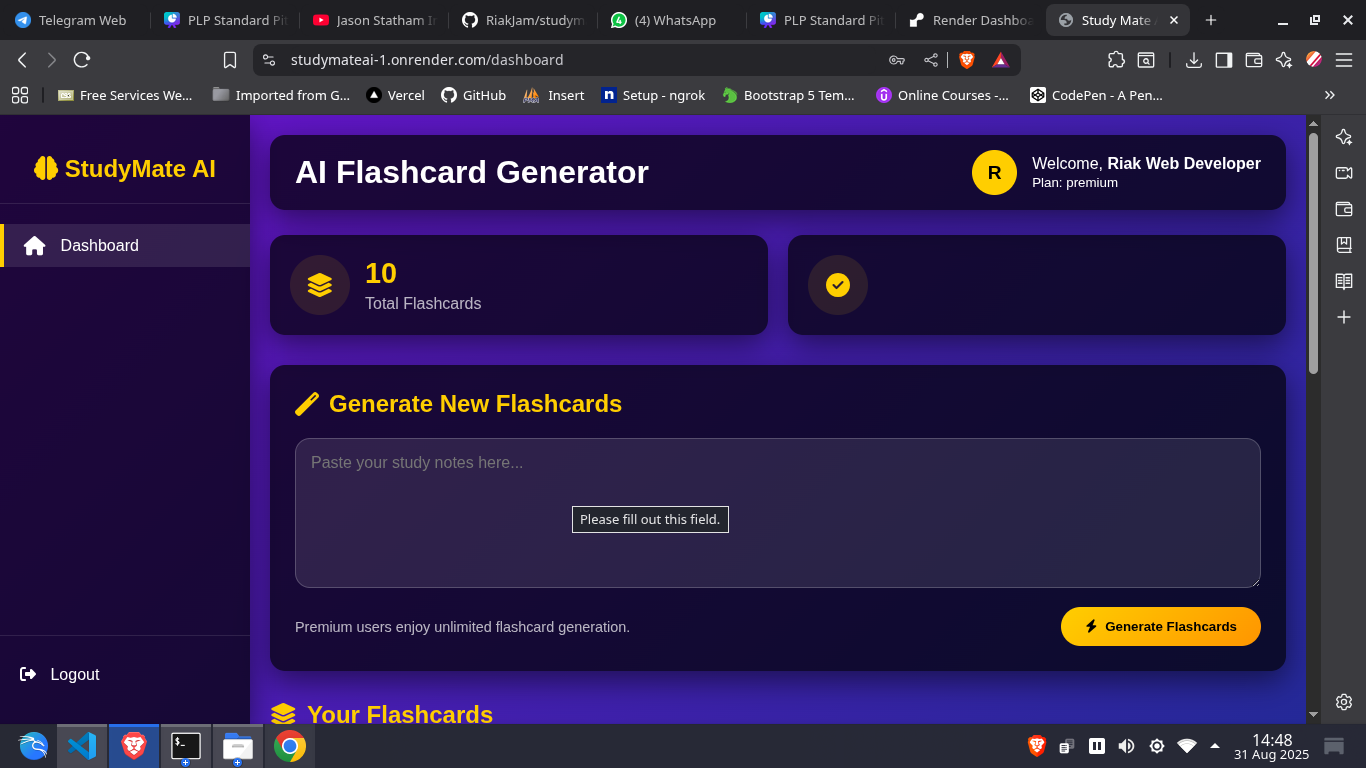 Telegram Web
PLP Standard Pit
Jason Statham In
RiakJam/studym
(4) WhatsApp
PLP Standard Pit
Render Dashboa
Study Mate
studymateai-1.onrender.com/dashboard
Free Services We...
Imported from G...
Vercel
GitHub
Insert
Setup - ngrok
Bootstrap 5 Tem...
Online Courses -...
CodePen - A Pen...
StudyMate AI
Dashboard
Logout
AI Flashcard Generator
R
Welcome, Riak Web Developer
Plan: premium
10
Total Flashcards
Generate New Flashcards
Paste your study notes here...
Please fill out this field.
Premium users enjoy unlimited flashcard generation.
Generate Flashcards
Your Flashcards
14:48
31 Aug 2025